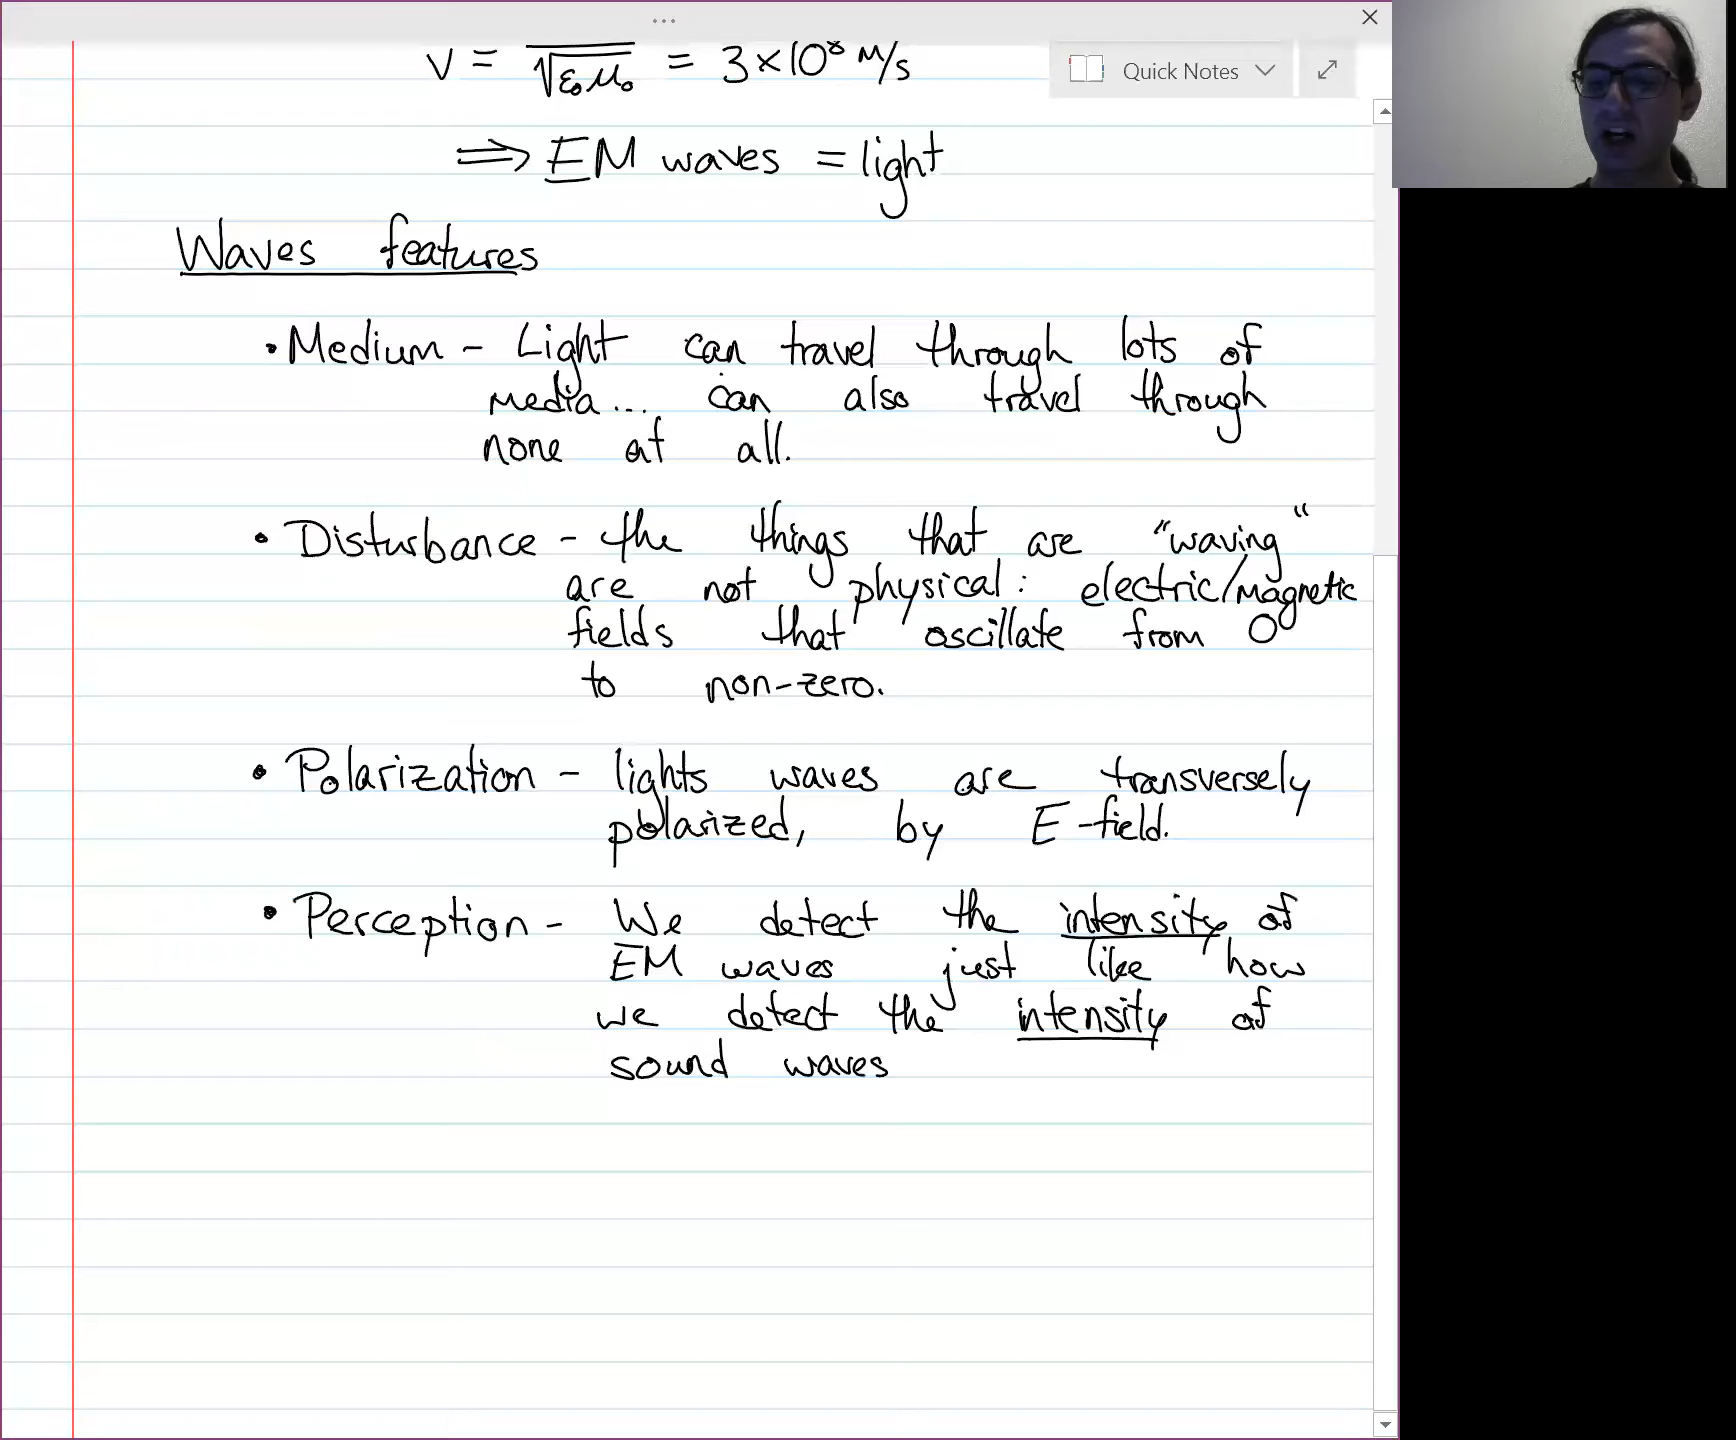 ...
Quick Notes
v = 1/√ε₀μ₀ = 3×10⁸ m/s
⟹ EM waves = light
Waves features
• Medium - Light can travel through lots of
media... can also travel through
none at all.
• Disturbance - the things that are "waving"
are not physical: electric/magnetic
fields that oscillate from 0
to non-zero.
• Polarization - lights waves are transversely
polarized, by E-field.
• Perception - We detect the intensity of
EM waves just like how
we detect the intensity of
sound waves